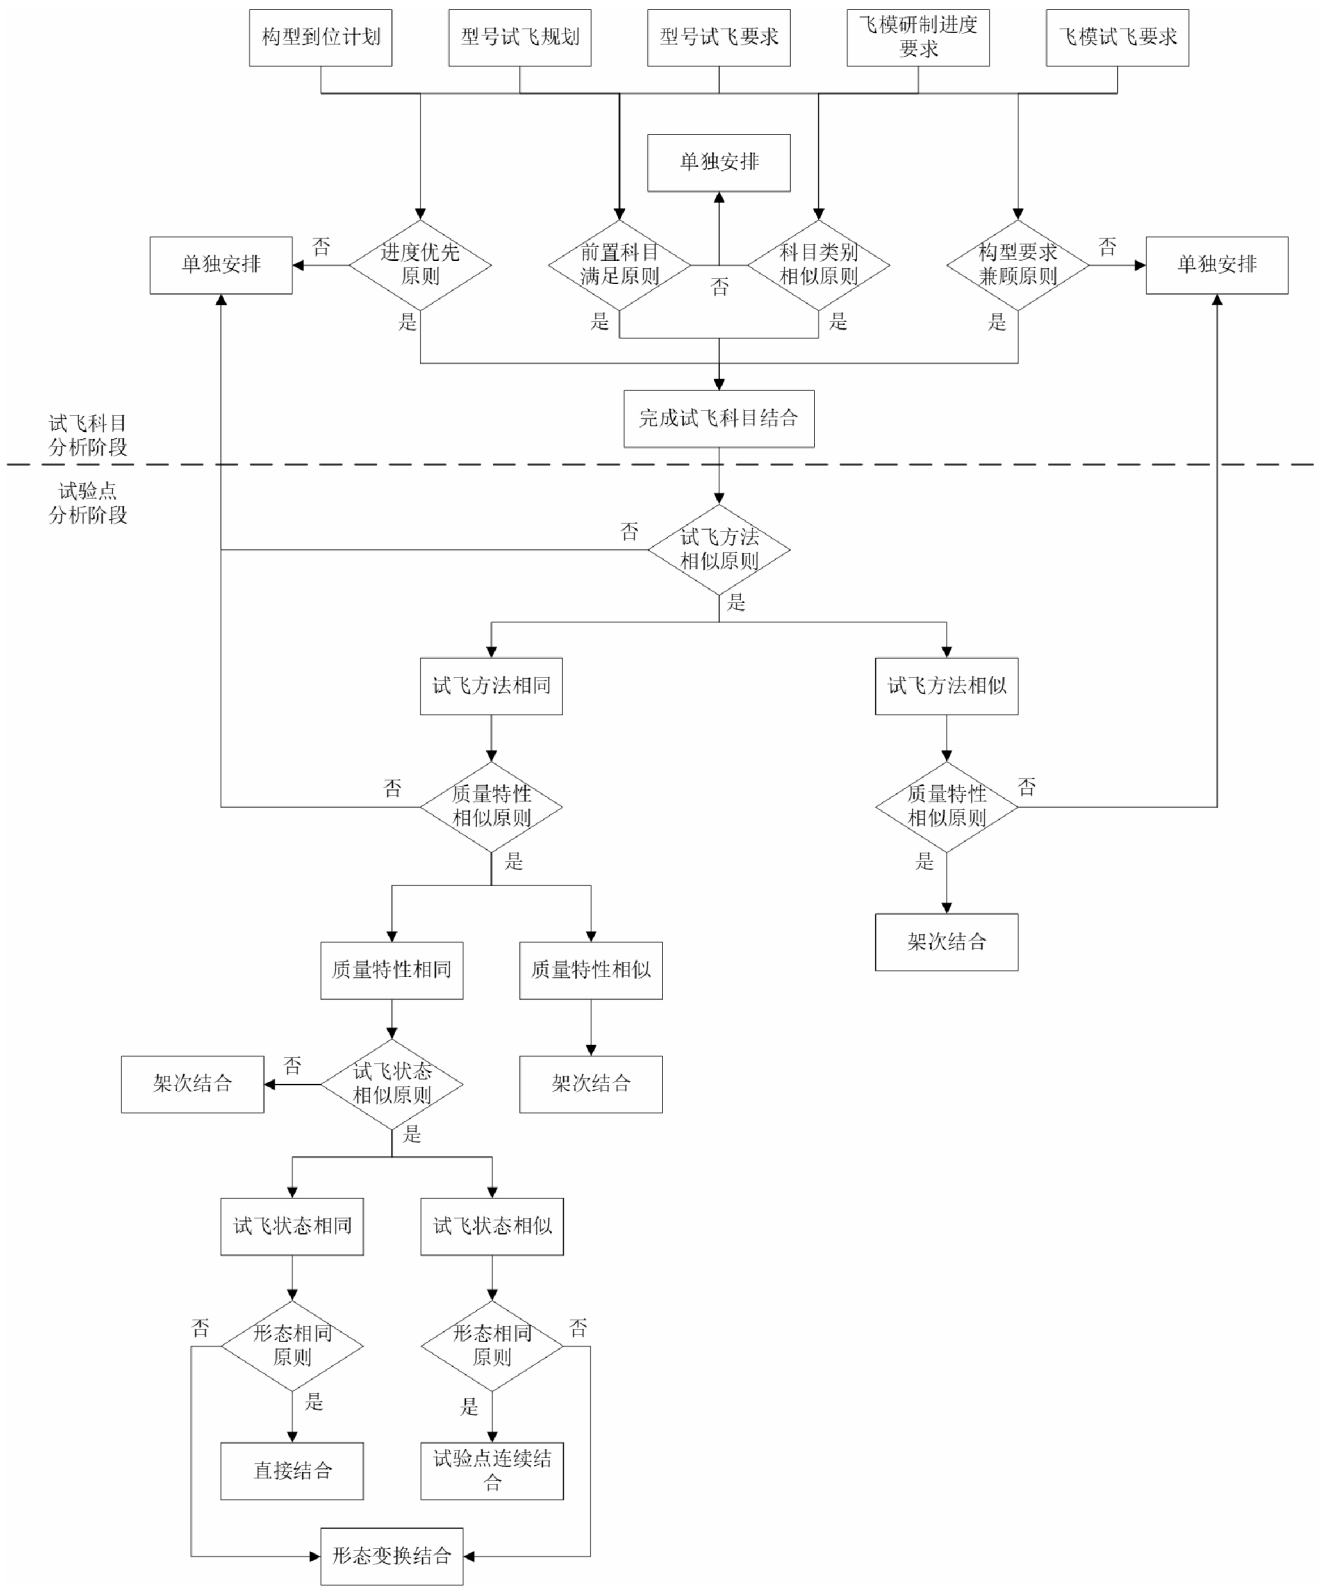 构型到位计划
型号试飞规划
型号试飞要求
飞模研制进度
要求
飞模试飞要求
单独安排
单独安排
否
进度优先
原则
前置科目
满足原则
否
科目类别
相似原则
构型要求
兼顾原则
否
单独安排
是
是
是
是
完成试飞科目结合
试飞科目
分析阶段
试验点
分析阶段
否
试飞方法
相似原则
是
试飞方法相同
试飞方法相似
否
质量特性
相似原则
是
质量特性
相似原则
否
是
架次结合
质量特性相同
质量特性相似
架次结合
否
试飞状态
相似原则
是
架次结合
试飞状态相同
试飞状态相似
否
形态相同
原则
是
形态相同
原则
否
是
直接结合
试验点连续结
合
形态变换结合